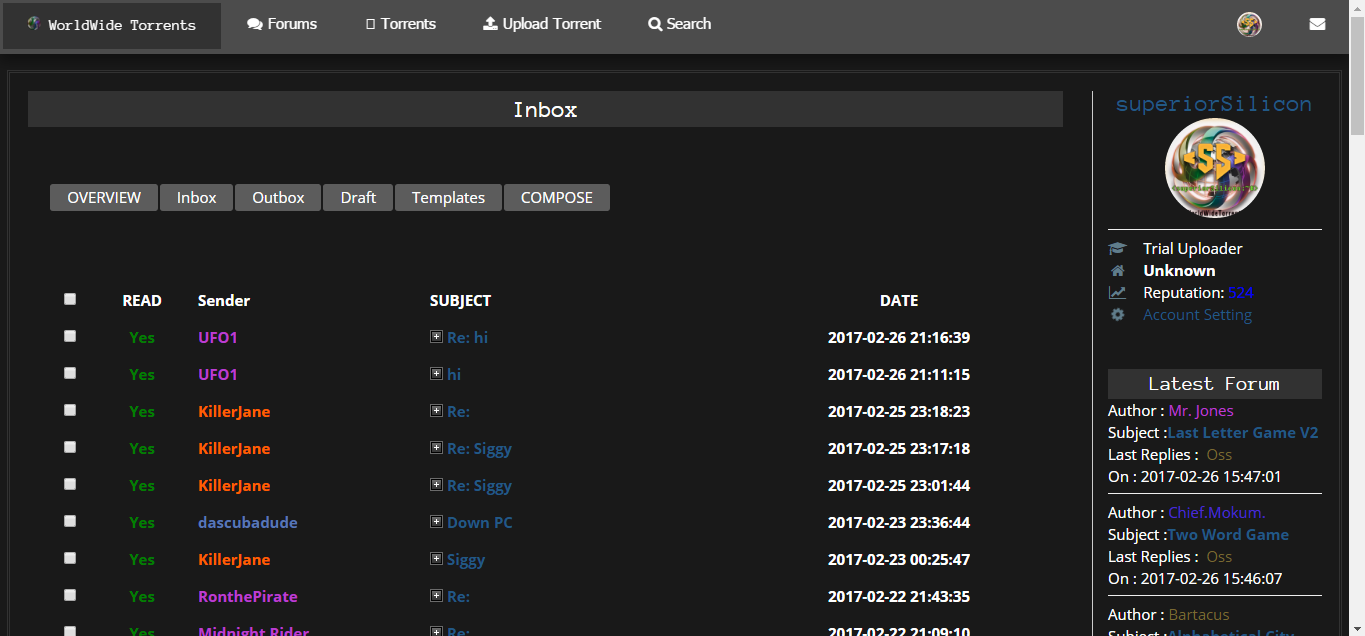 WorldWide Torrents Forums Torrents Upload Torrent Search
Inbox
OVERVIEW Inbox Outbox Draft Templates COMPOSE
READ Sender SUBJECT DATE
Yes UFO1 Re: hi 2017-02-26 21:16:39
Yes UFO1 hi 2017-02-26 21:11:15
Yes KillerJane Re: 2017-02-25 23:18:23
Yes KillerJane Re: Siggy 2017-02-25 23:17:18
Yes KillerJane Re: Siggy 2017-02-25 23:01:44
Yes dascubadude Down PC 2017-02-23 23:36:44
Yes KillerJane Siggy 2017-02-23 00:25:47
Yes RonthePirate Re: 2017-02-22 21:43:35
Yes Midnight Rider Re: 2017-02-22 21:09:10
superiorSilicon
<SS>
Trial Uploader
Unknown
Reputation: 524
Account Setting
Latest Forum
Author : Mr. Jones
Subject :Last Letter Game V2
Last Replies : Oss
On : 2017-02-26 15:47:01
Author : Chief.Mokum.
Subject :Two Word Game
Last Replies : Oss
On : 2017-02-26 15:46:07
Author : Bartacus
Subject :Alphabetical City